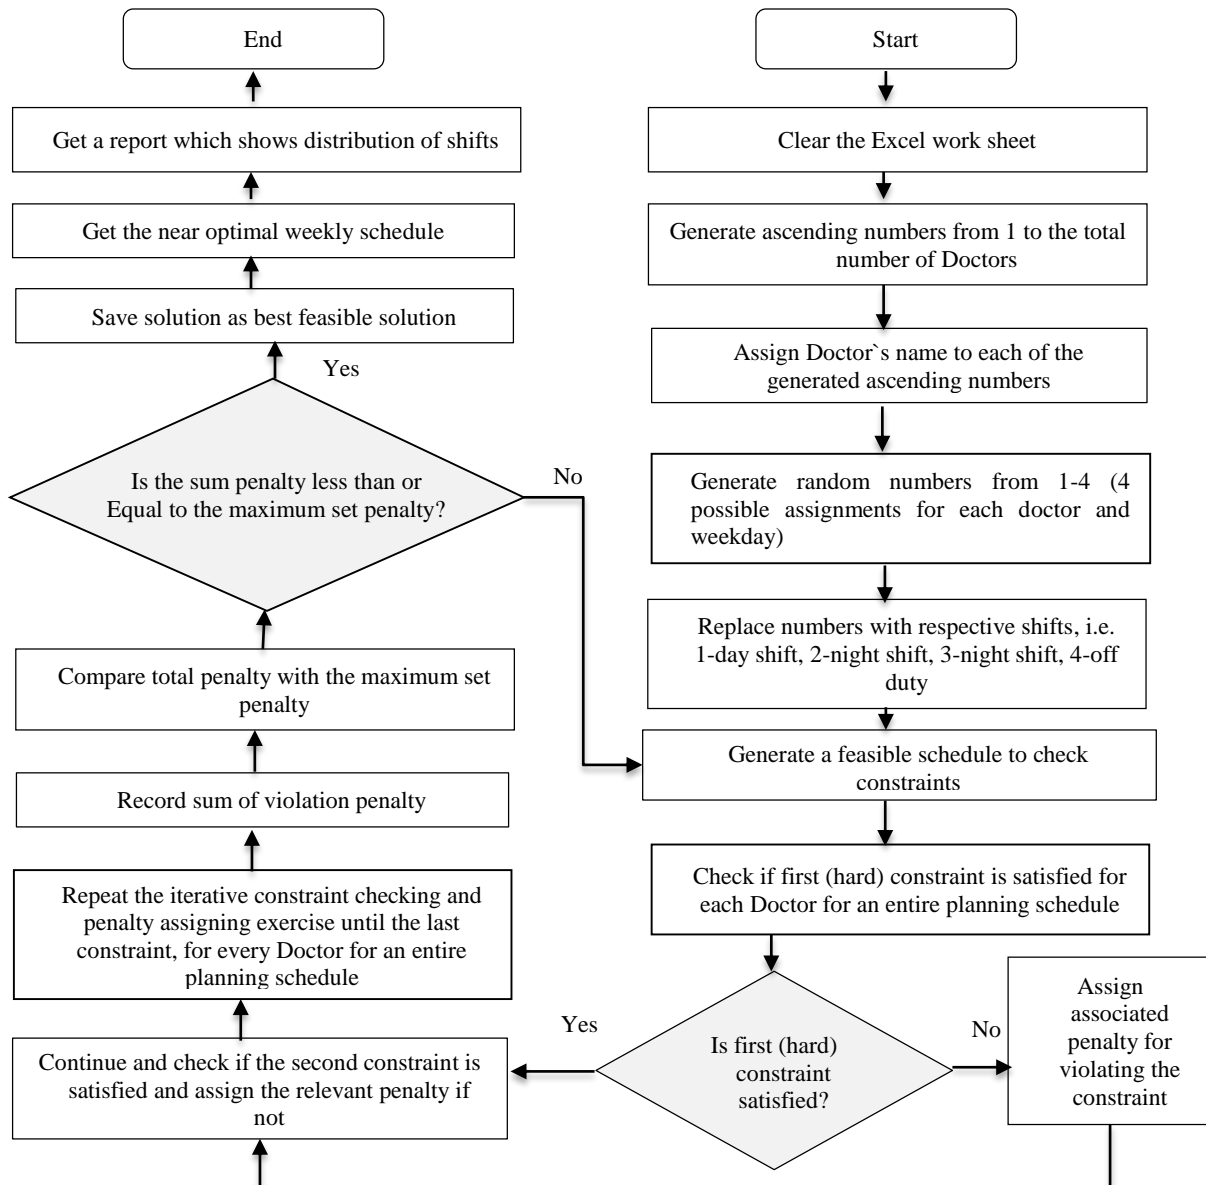 Start
Clear the Excel work sheet
Generate ascending numbers from 1 to the total
number of Doctors
Assign Doctor`s name to each of the
generated ascending numbers
Generate random numbers from 1-4 (4
possible assignments for each doctor and
weekday)
Replace numbers with respective shifts, i.e.
1-day shift, 2-night shift, 3-night shift, 4-off
duty
Generate a feasible schedule to check
constraints
Check if first (hard) constraint is satisfied for
each Doctor for an entire planning schedule
Is first (hard)
constraint
satisfied?
No
Assign
associated
penalty for
violating the
constraint
Yes
Continue and check if the second constraint is
satisfied and assign the relevant penalty if
not
Repeat the iterative constraint checking and
penalty assigning exercise until the last
constraint, for every Doctor for an entire
planning schedule
Record sum of violation penalty
Compare total penalty with the maximum set
penalty
Is the sum penalty less than or
Equal to the maximum set penalty?
No
Yes
Save solution as best feasible solution
Get the near optimal weekly schedule
Get a report which shows distribution of shifts
End